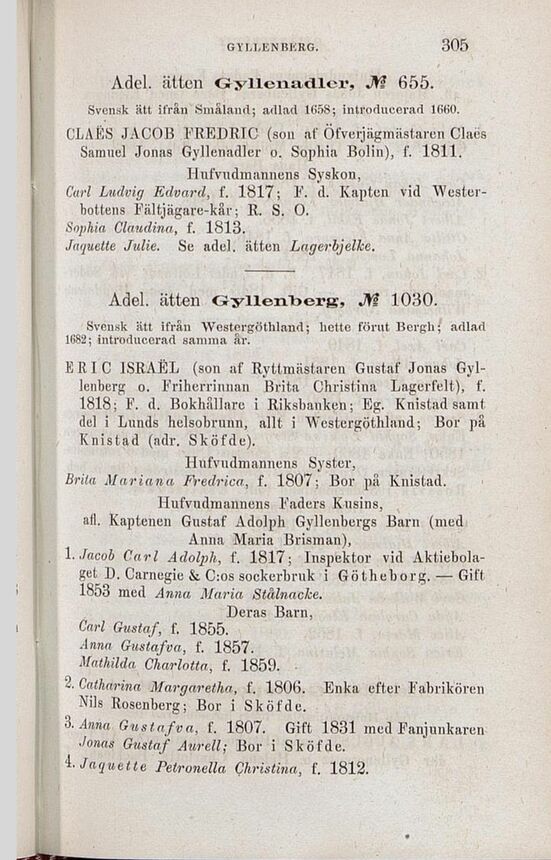 GYLLENBERG. 305
Adel. ätten Gyllenadler, № 655.
Svensk ätt ifrån Småland; adlad 1658; introducerad 1660.
CLAËS JACOB FREDRIC (son af Öfverjägmästaren Claës
Samuel Jonas Gyllenadler o. Sophia Bolin), f. 1811.
Hufvudmannens Syskon,
Carl Ludvig Edvard, f. 1817; F. d. Kapten vid Wester-
bottens Fältjägare-kår; R. S. O.
Sophia Claudina, f. 1813.
Jaquette Julie. Se adel. ätten Lagerbjelke.
Adel. ätten Gyllenberg, № 1030.
Svensk ätt ifrån Westergöthland; hette förut Bergh; adlad
1682; introducerad samma år.
ERIC ISRAËL (son af Ryttmästaren Gustaf Jonas Gyl-
lenberg o. Friherrinnan Brita Christina Lagerfelt), f.
1818; F. d. Bokhållare i Riksbanken; Eg. Knistad samt
del i Lunds helsobrunn, allt i Westergöthland; Bor på
Knistad (adr. Sköfde).
Hufvudmannens Syster,
Brita Mariana Fredrica, f. 1807; Bor på Knistad.
Hufvudmannens Faders Kusins,
afl. Kaptenen Gustaf Adolph Gyllenbergs Barn (med
Anna Maria Brisman),
1. Jacob Carl Adolph, f. 1817; Inspektor vid Aktiebola-
get D. Carnegie & C:os sockerbruk i Götheborg. — Gift
1853 med Anna Maria Stålnacke.
Deras Barn,
Carl Gustaf, f. 1855.
Anna Gustafva, f. 1857.
Mathilda Charlotta, f. 1859.
2. Catharina Margaretha, f. 1806. Enka efter Fabrikören
Nils Rosenberg; Bor i Sköfde.
3. Anna Gustafva, f. 1807. Gift 1831 med Fanjunkaren
Jonas Gustaf Aurell; Bor i Sköfde.
4. Jaquette Petronella Christina, f. 1812.